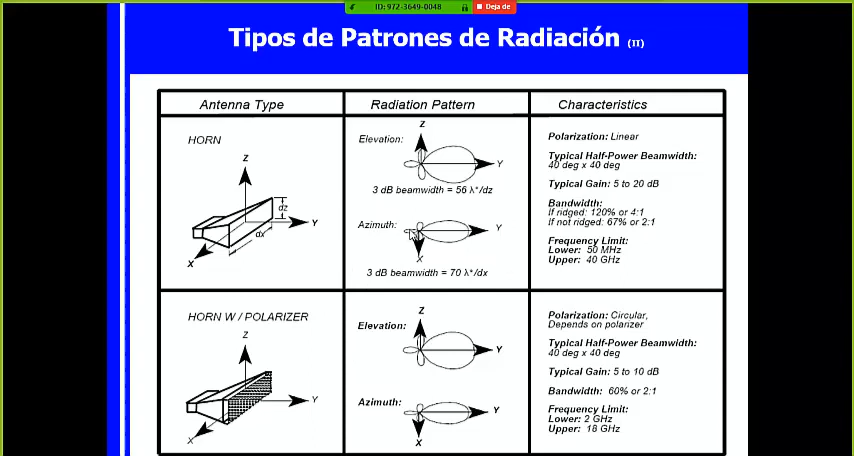 ID: 972-3649-0048
Deja de
Tipos de Patrones de Radiación (II)
Antenna Type
Radiation Pattern
Characteristics
HORN
Z
dz
Y
dx
X
Elevation:
Z
Y
3 dB beamwidth = 56 λ°/dz
Azimuth:
Y
X
3 dB beamwidth = 70 λ°/dx
Polarization: Linear
Typical Half-Power Beamwidth:
40 deg x 40 deg
Typical Gain: 5 to 20 dB
Bandwidth:
If ridged: 120% or 4:1
If not ridged: 67% or 2:1
Frequency Limit:
Lower: 50 MHz
Upper: 40 GHz
HORN W / POLARIZER
Z
Y
X
Elevation:
Z
Y
Azimuth:
Y
X
Polarization: Circular,
Depends on polarizer
Typical Half-Power Beamwidth:
40 deg x 40 deg
Typical Gain: 5 to 10 dB
Bandwidth: 60% or 2:1
Frequency Limit:
Lower: 2 GHz
Upper: 18 GHz